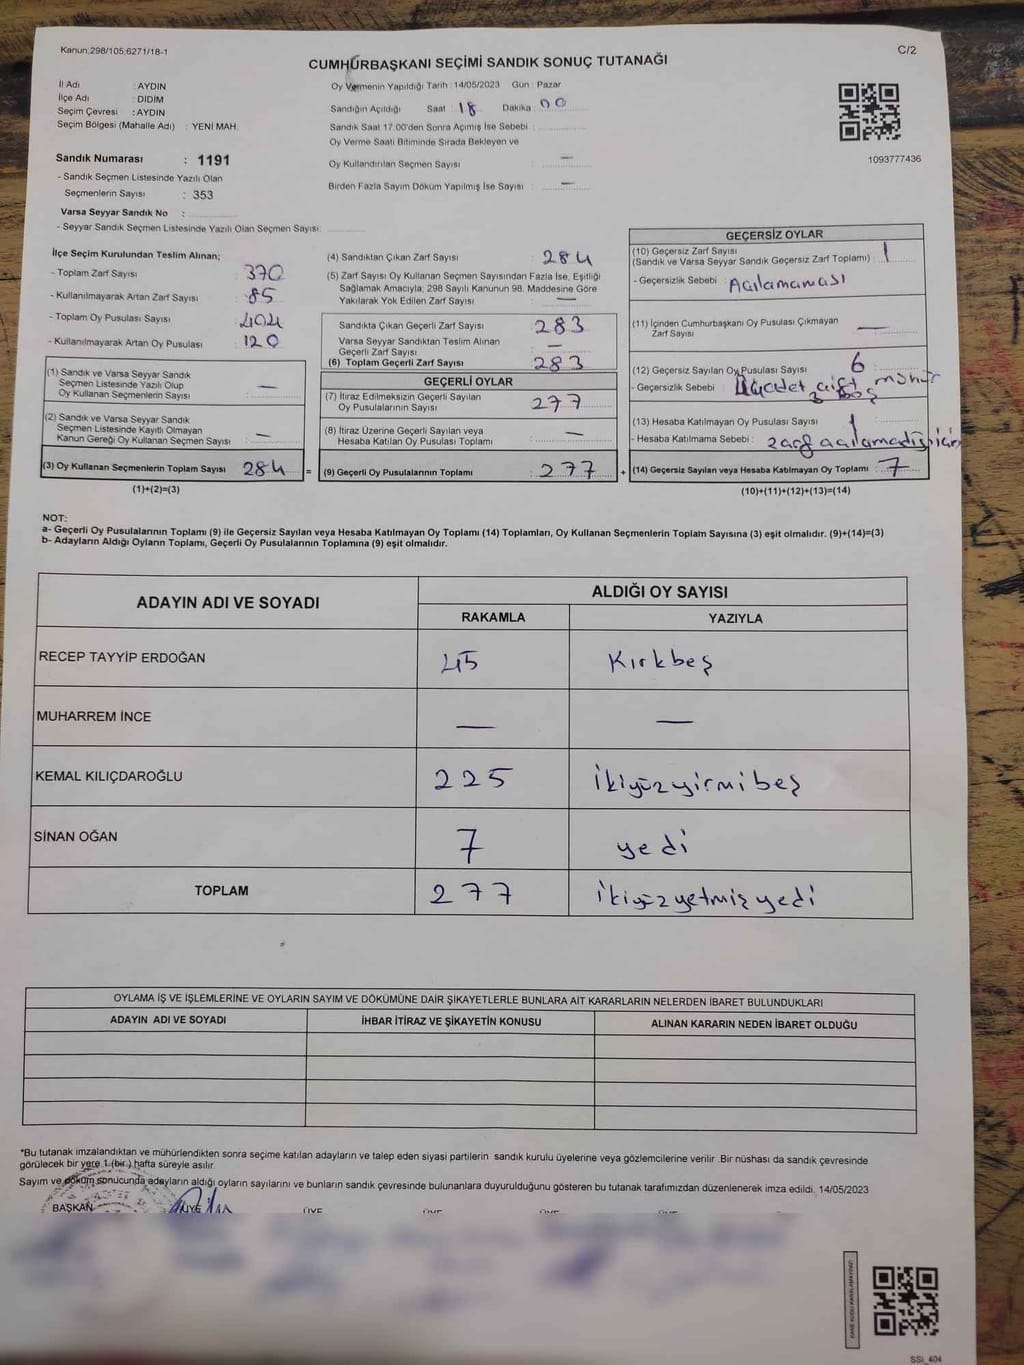 Kanun;298/105,6271/18-1
C/2
CUMHURBAŞKANI SEÇİMİ SANDIK SONUÇ TUTANAĞI
İl Adı : AYDIN
İlçe Adı : DİDİM
Seçim Çevresi : AYDIN
Seçim Bölgesi (Mahalle Adı) : YENİ MAH.
Sandık Numarası : 1191
- Sandık Seçmen Listesinde Yazılı Olan
Seçmenlerin Sayısı : 353
Varsa Seyyar Sandık No :
- Seyyar Sandık Seçmen Listesinde Yazılı Olan Seçmen Sayısı:
Oy Vermenin Yapıldığı Tarih : 14/05/2023 Gün : Pazar
Sandığın Açıldığı Saat : 18 Dakika : 00
Sandık Saat 17:00'den Sonra Açımış İse Sebebi :
Oy Verme Saati Bitiminde Sırada Bekleyen ve
Oy Kullandırılan Seçmen Sayısı : —
Birden Fazla Sayım Döküm Yapılmış İse Sayısı : —
1093777436
İlçe Seçim Kurulundan Teslim Alınan;
- Toplam Zarf Sayısı : 370
- Kullanılmayarak Artan Zarf Sayısı : 85
- Toplam Oy Pusulası Sayısı : 404
- Kullanılmayarak Artan Oy Pusulası : 120
(1) Sandık ve Varsa Seyyar Sandık
Seçmen Listesinde Yazılı Olup
Oy Kullanan Seçmenlerin Sayısı : —
(2) Sandık ve Varsa Seyyar Sandık
Seçmen Listesinde Kayıtlı Olmayan
Kanun Gereği Oy Kullanan Seçmen Sayısı : —
(3) Oy Kullanan Seçmenlerin Toplam Sayısı : 284 =
(1)+(2)=(3)
(4) Sandıktan Çıkan Zarf Sayısı : 284
(5) Zarf Sayısı Oy Kullanan Seçmen Sayısından Fazla İse, Eşitliği
Sağlamak Amacıyla; 298 Sayılı Kanunun 98. Maddesine Göre
Yakılarak Yok Edilen Zarf Sayısı : —
Sandıkta Çıkan Geçerli Zarf Sayısı : 283
Varsa Seyyar Sandıktan Teslim Alınan : —
Geçerli Zarf Sayısı
(6) Toplam Geçerli Zarf Sayısı : 283
GEÇERLİ OYLAR
(7) İtiraz Edilmeksizin Geçerli Sayılan
Oy Pusulalarının Sayısı : 277
(8) İtiraz Üzerine Geçerli Sayılan veya
Hesaba Katılan Oy Pusulası Toplamı : —
(9) Geçerli Oy Pusulalarının Toplamı : 277 +
GEÇERSİZ OYLAR
(10) Geçersiz Zarf Sayısı
(Sandık ve Varsa Seyyar Sandık Geçersiz Zarf Toplamı) : 1
- Geçersizlik Sebebi : Açılamaması
(11) İçinden Cumhurbaşkanı Oy Pusulası Çıkmayan
Zarf Sayısı : —
(12) Geçersiz Sayılan Oy Pusulası Sayısı : 6
- Geçersizlik Sebebi : çift mühür
3 boş
(13) Hesaba Katılmayan Oy Pusulası Sayısı : 1
- Hesaba Katılmama Sebebi : zarf açılamadığı için
(14) Geçersiz Sayılan veya Hesaba Katılmayan Oy Toplamı : 7
(10)+(11)+(12)+(13)=(14)
NOT:
a- Geçerli Oy Pusulalarının Toplamı (9) ile Geçersiz Sayılan veya Hesaba Katılmayan Oy Toplamı (14) Toplamları, Oy Kullanan Seçmenlerin Toplam Sayısına (3) eşit olmalıdır. (9)+(14)=(3)
b- Adayların Aldığı Oyların Toplamı, Geçerli Oy Pusulalarının Toplamına (9) eşit olmalıdır.
ADAYIN ADI VE SOYADI
ALDIĞI OY SAYISI
RAKAMLA YAZIYLA
RECEP TAYYİP ERDOĞAN 45 Kırkbeş
MUHARREM İNCE — —
KEMAL KILIÇDAROĞLU 225 İkiyüzyirmibeş
SİNAN OĞAN 7 yedi
TOPLAM 277 ikiyüzyetmişyedi
OYLAMA İŞ VE İŞLEMLERİNE VE OYLARIN SAYIM VE DÖKÜMÜNE DAİR ŞİKAYETLERLE BUNLARA AİT KARARLARIN NELERDEN İBARET BULUNDUKLARI
ADAYIN ADI VE SOYADI İHBAR İTİRAZ VE ŞİKAYETİN KONUSU ALINAN KARARIN NEDEN İBARET OLDUĞU
*Bu tutanak imzalandıktan ve mühürlendikten sonra seçime katılan adayların ve talep eden siyasi partilerin sandık kurulu üyelerine veya gözlemcilerine verilir. Bir nüshası da sandık çevresinde
görülecek bir yere 1 (bir) hafta süreyle asılır.
Sayım ve döküm sonucunda adayların aldığı oyların sayılarını ve bunların sandık çevresinde bulunanlara duyurulduğunu gösteren bu tutanak tarafımızdan düzenlenerek imza edildi. 14/05/2023
BAŞKAN ÜYE ÜYE ÜYE ÜYE ÜYE
SSİ_404